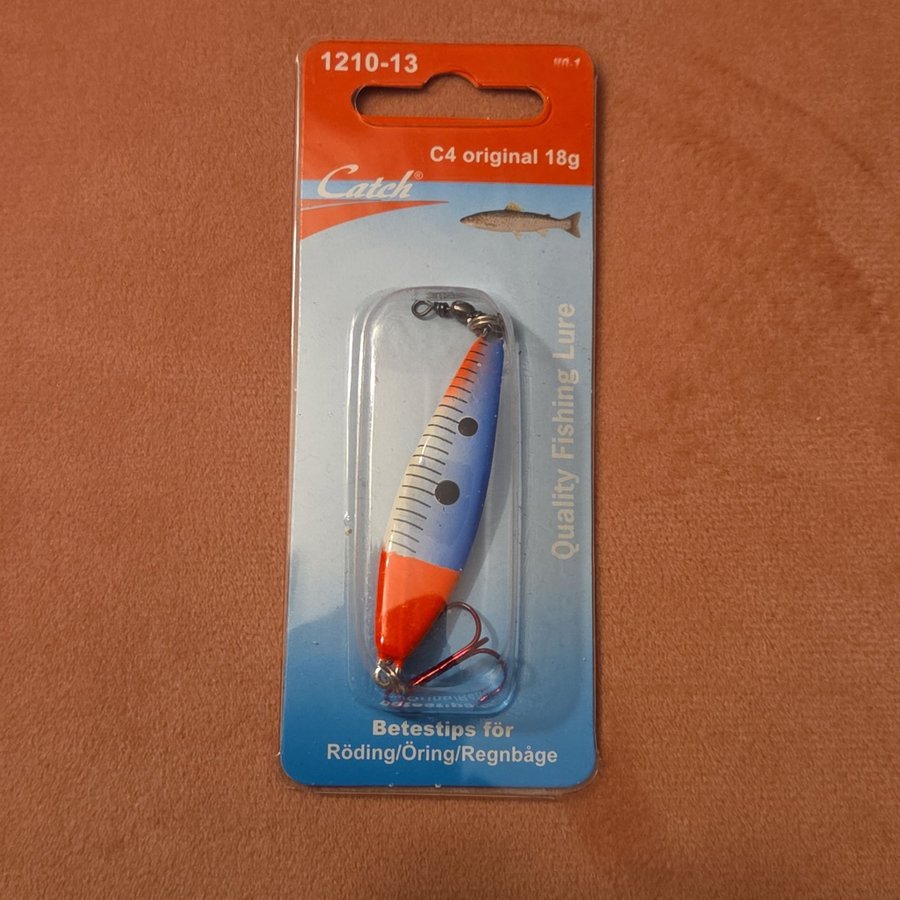 1210-13
C4 original 18g
Catch®
Quality Fishing Lure
Betestips för
Röding/Öring/Regnbåge